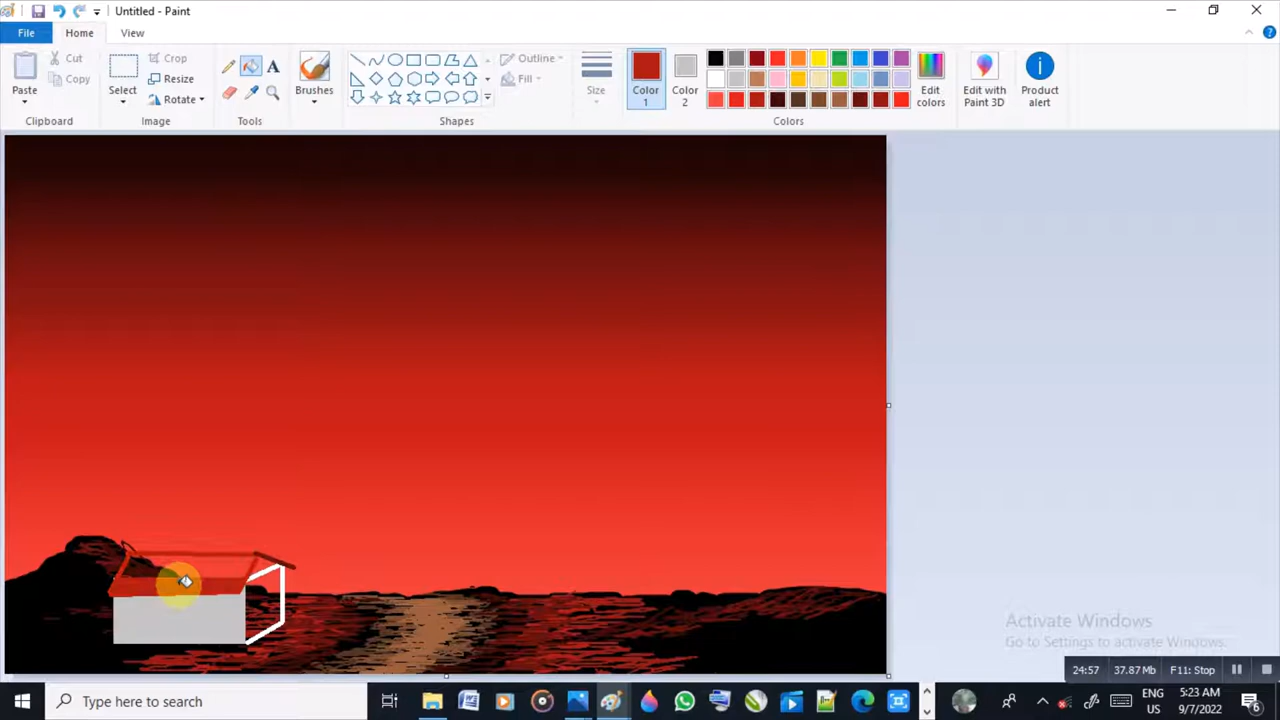 Untitled - Paint
File
Home
View
Paste
Cut
Copy
Clipboard
Select
Crop
Resize
Rotate
Image
Tools
Brushes
Shapes
Outline
Fill
Size
Color
1
Color
2
Colors
Edit
colors
Edit with
Paint 3D
Product
alert
Activate Windows
Go to Settings to activate Windows.
24:57
37.87 Mb
F11: Stop
Type here to search
ENG
US
5:23 AM
9/7/2022
6